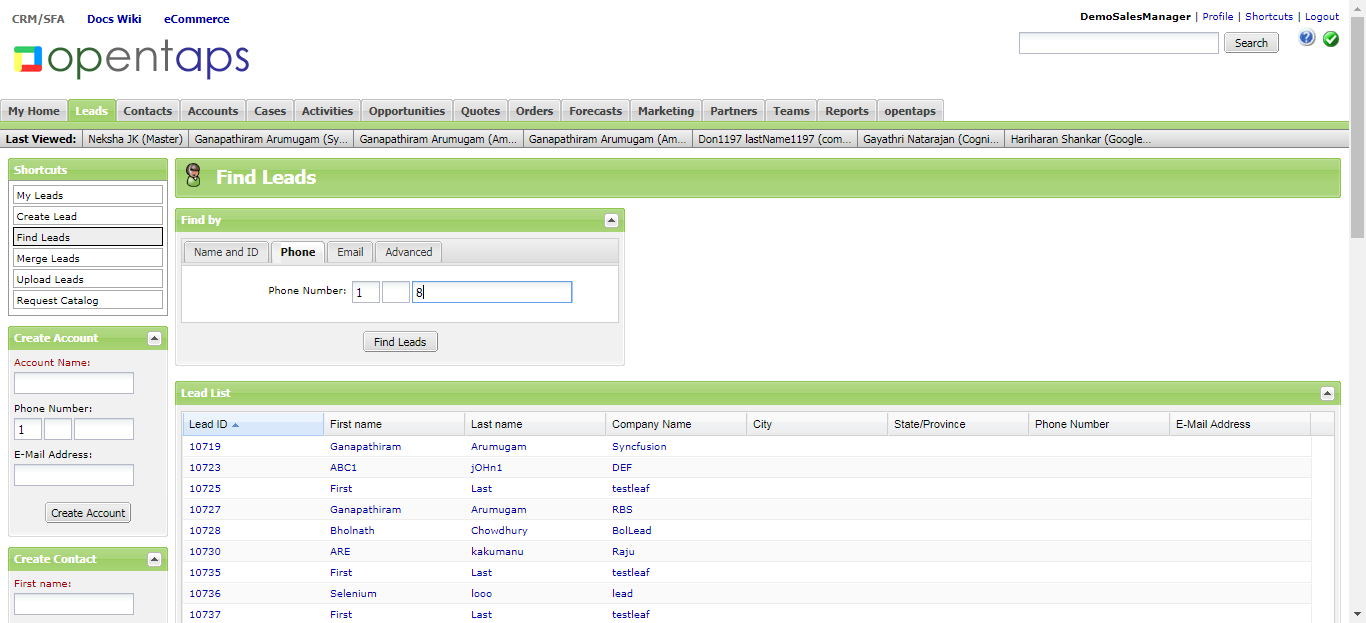 CRM/SFA Docs Wiki eCommerce
DemoSalesManager | Profile | Shortcuts | Logout
opentaps
Search
My Home Leads Contacts Accounts Cases Activities Opportunities Quotes Orders Forecasts Marketing Partners Teams Reports opentaps
Last Viewed: Neksha JK (Master) Ganapathiram Arumugam (Sy... Ganapathiram Arumugam (Am... Ganapathiram Arumugam (Am... Don1197 lastName1197 (com... Gayathri Natarajan (Cogni... Hariharan Shankar (Google...
Shortcuts
My Leads
Create Lead
Find Leads
Merge Leads
Upload Leads
Request Catalog
Create Account
Account Name:
Phone Number:
1
E-Mail Address:
Create Account
Create Contact
First name:
Find Leads
Find by
Name and ID Phone Email Advanced
Phone Number: 1 8
Find Leads
Lead List
Lead ID First name Last name Company Name City State/Province Phone Number E-Mail Address
10719 Ganapathiram Arumugam Syncfusion
10723 ABC1 jOHn1 DEF
10725 First Last testleaf
10727 Ganapathiram Arumugam RBS
10728 Bholnath Chowdhury BolLead
10730 ARE kakumanu Raju
10735 First Last testleaf
10736 Selenium looo lead
10737 First Last testleaf